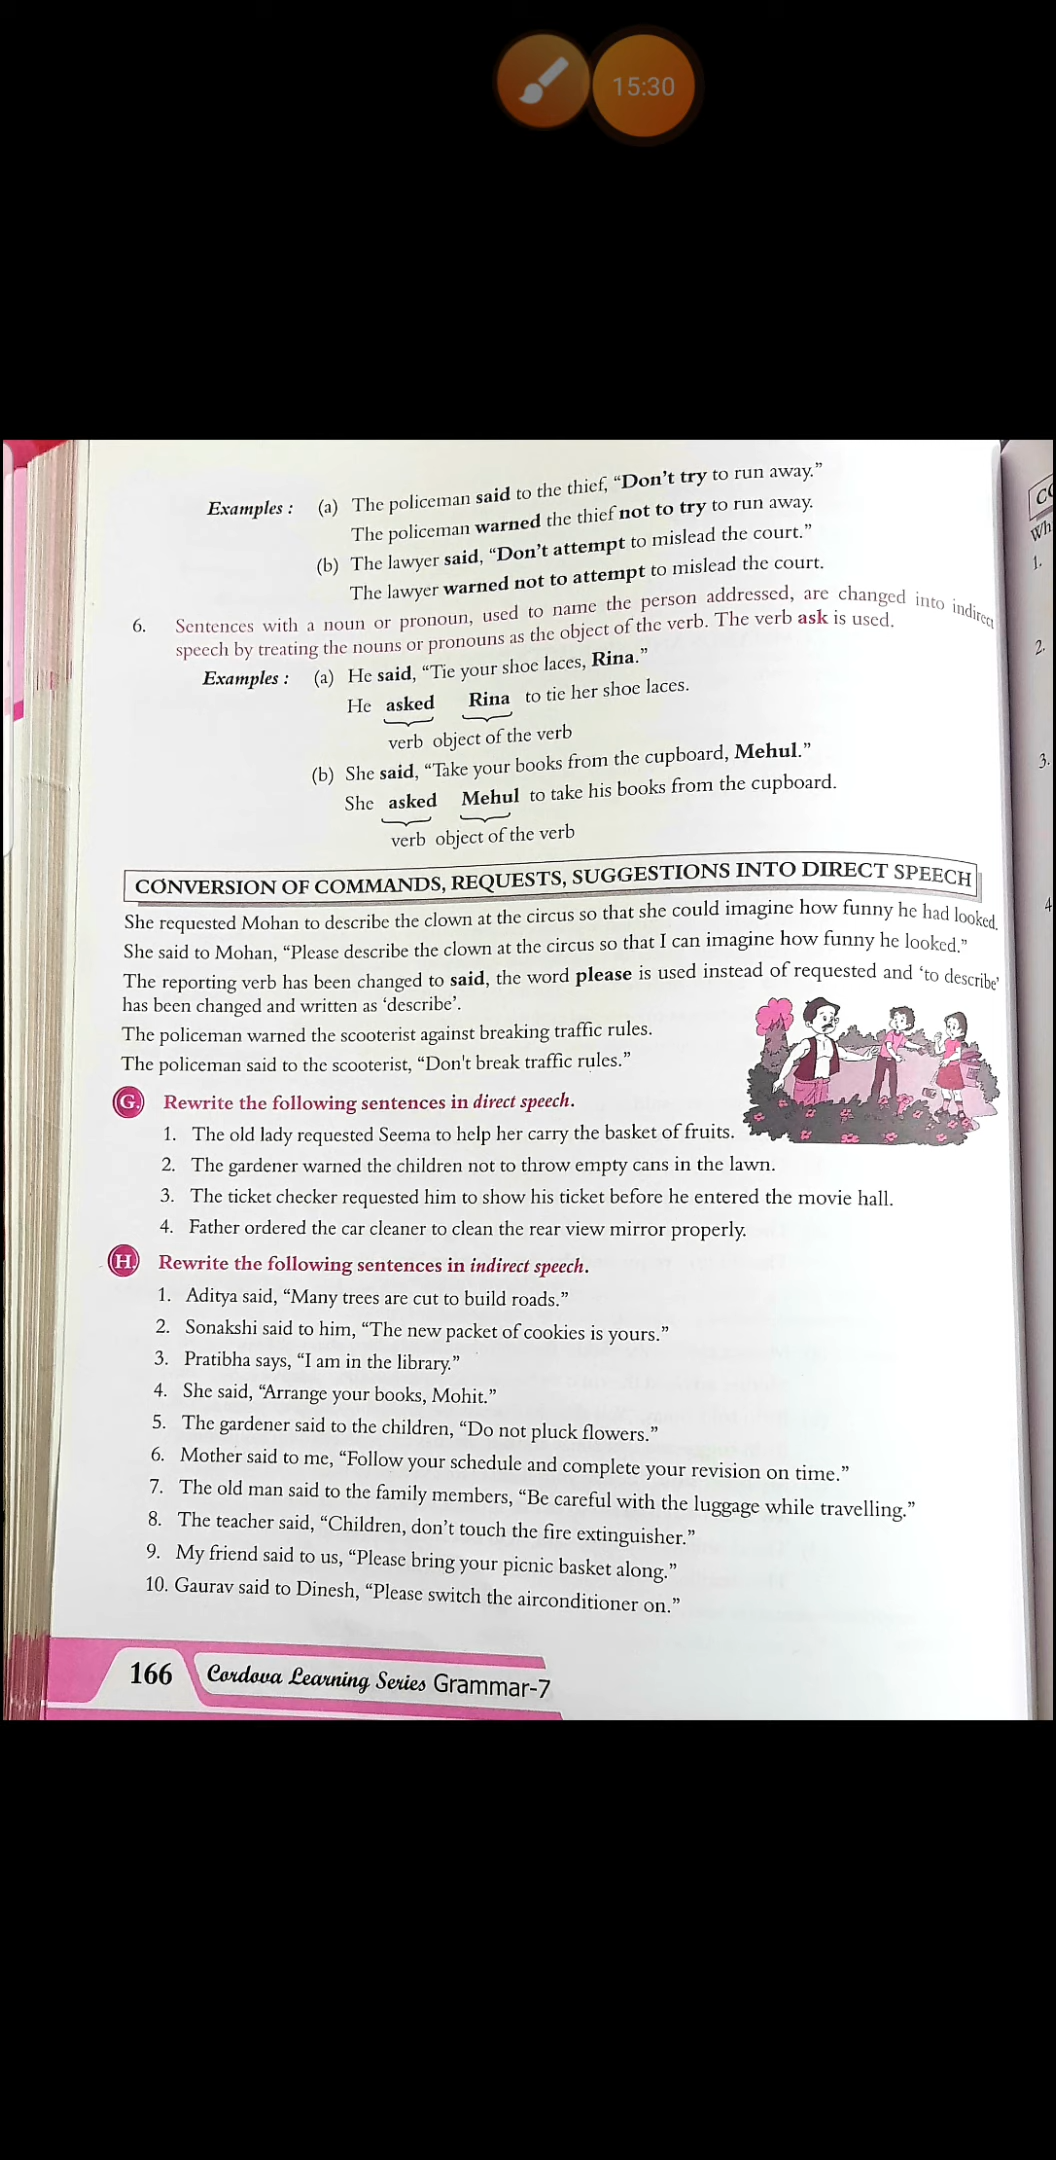 15:30
Examples : (a) The policeman said to the thief, “Don’t try to run away.”
The policeman warned the thief not to try to run away.
(b) The lawyer said, “Don’t attempt to mislead the court.”
The lawyer warned not to attempt to mislead the court.
6. Sentences with a noun or pronoun, used to name the person addressed, are changed into indirect
speech by treating the nouns or pronouns as the object of the verb. The verb ask is used.
Examples : (a) He said, “Tie your shoe laces, Rina.”
He asked Rina to tie her shoe laces.
verb object of the verb
(b) She said, “Take your books from the cupboard, Mehul.”
She asked Mehul to take his books from the cupboard.
verb object of the verb
CONVERSION OF COMMANDS, REQUESTS, SUGGESTIONS INTO DIRECT SPEECH
She requested Mohan to describe the clown at the circus so that she could imagine how funny he had looked.
She said to Mohan, “Please describe the clown at the circus so that I can imagine how funny he looked.”
The reporting verb has been changed to said, the word please is used instead of requested and ‘to describe’
has been changed and written as ‘describe’.
The policeman warned the scooterist against breaking traffic rules.
The policeman said to the scooterist, “Don't break traffic rules.”
G. Rewrite the following sentences in direct speech.
1. The old lady requested Seema to help her carry the basket of fruits.
2. The gardener warned the children not to throw empty cans in the lawn.
3. The ticket checker requested him to show his ticket before he entered the movie hall.
4. Father ordered the car cleaner to clean the rear view mirror properly.
H. Rewrite the following sentences in indirect speech.
1. Aditya said, “Many trees are cut to build roads.”
2. Sonakshi said to him, “The new packet of cookies is yours.”
3. Pratibha says, “I am in the library.”
4. She said, “Arrange your books, Mohit.”
5. The gardener said to the children, “Do not pluck flowers.”
6. Mother said to me, “Follow your schedule and complete your revision on time.”
7. The old man said to the family members, “Be careful with the luggage while travelling.”
8. The teacher said, “Children, don’t touch the fire extinguisher.”
9. My friend said to us, “Please bring your picnic basket along.”
10. Gaurav said to Dinesh, “Please switch the airconditioner on.”
166 Cordova Learning Series Grammar-7
1.
2.
3.
4